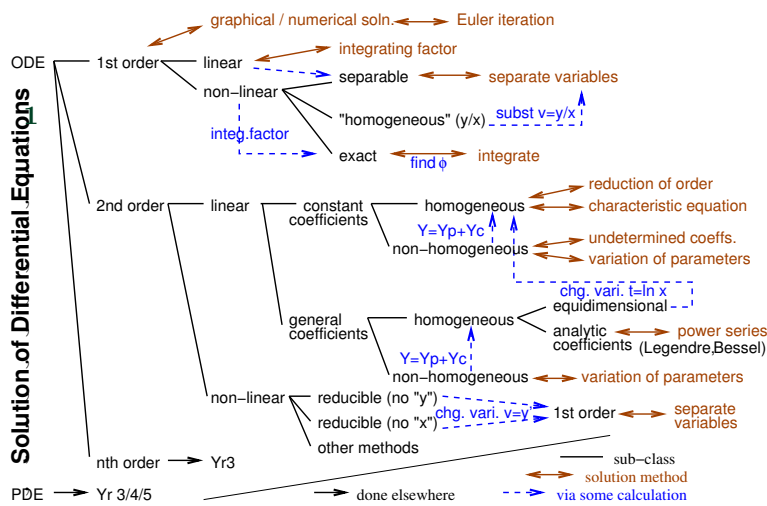 Solution of Differential Equations
1
graphical / numerical soln.
Euler iteration
ODE
1st order
linear
integrating factor
separable
separate variables
non-linear
"homogeneous" (y/x)
subst v=y/x
integ.factor
exact
find ϕ
integrate
2nd order
linear
constant
coefficients
homogeneous
reduction of order
characteristic equation
Y=Yp+Yc
non-homogeneous
undetermined coeffs.
variation of parameters
chg. vari. t=ln x
equidimensional
general
coefficients
homogeneous
analytic
coefficients
power series
(Legendre,Bessel)
Y=Yp+Yc
non-homogeneous
variation of parameters
non-linear
reducible (no "y")
reducible (no "x")
chg. vari. v=y'
1st order
separate
variables
other methods
nth order
Yr3
PDE
Yr 3/4/5
done elsewhere
sub-class
solution method
via some calculation